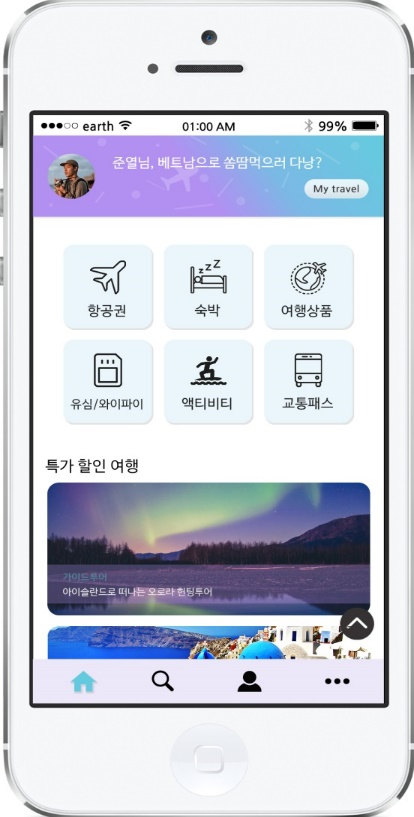 earth
01:00 AM
99%
준열님, 베트남으로 쏨땀먹으러 다낭?
My travel
zzZ
항공권
숙박
여행상품
유심/와이파이
액티비티
교통패스
특가 할인 여행
가이드투어
아이슬란드로 떠나는 오로라 헌팅투어